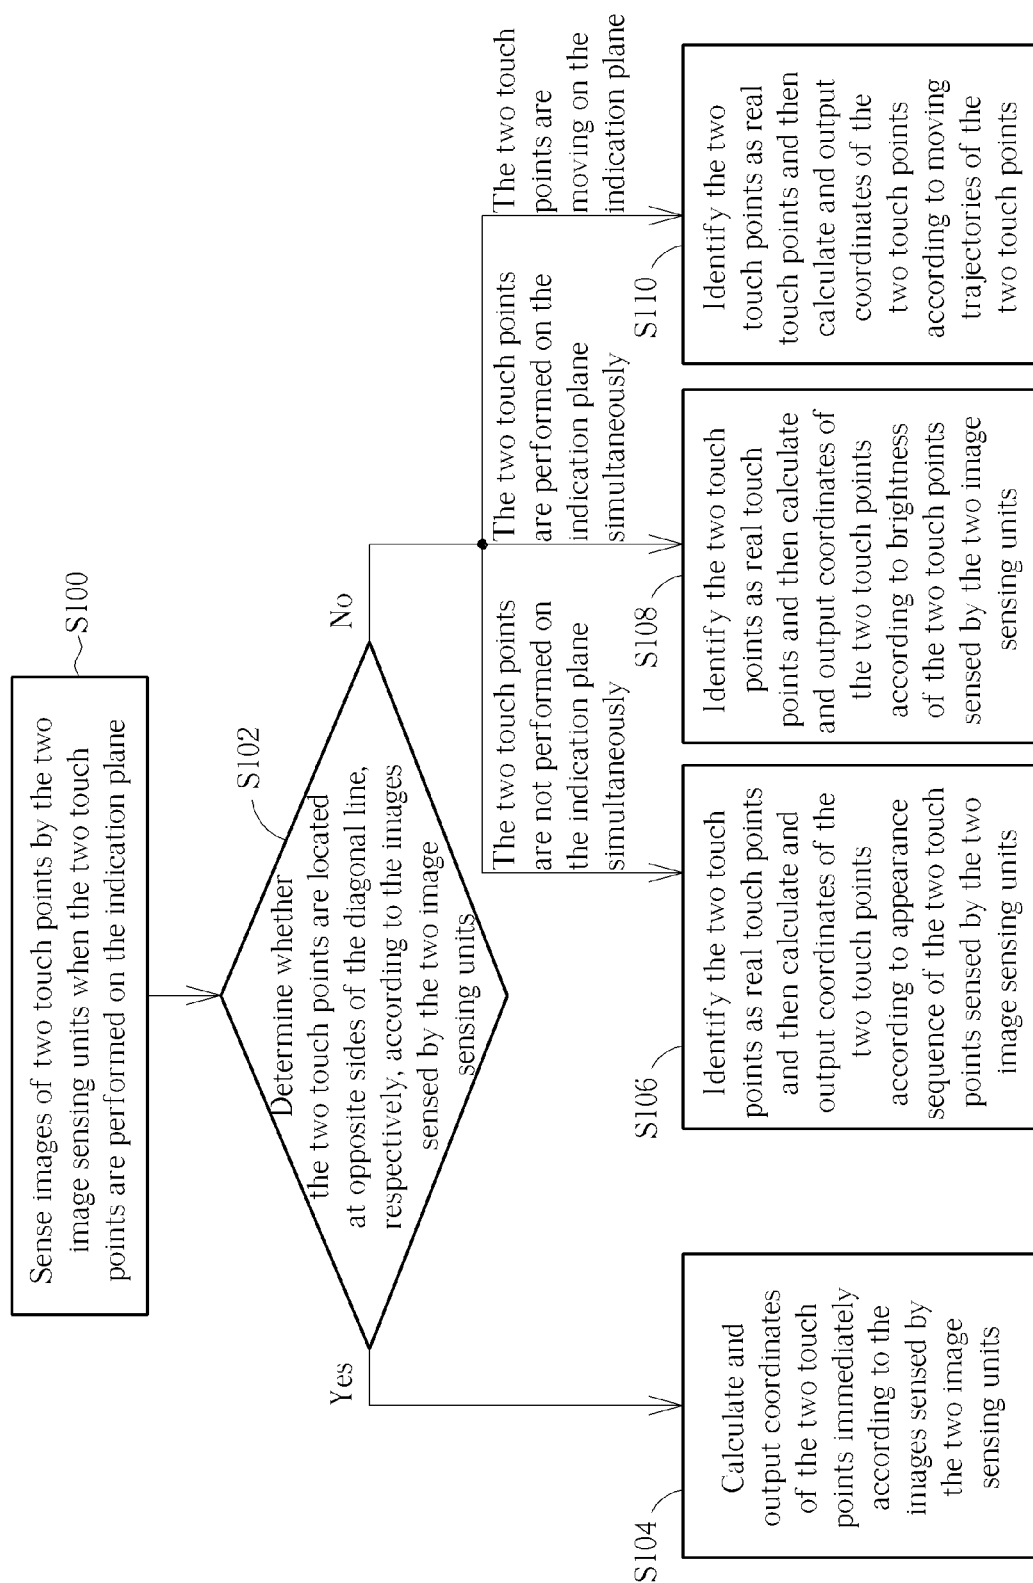 Sense images of two touch points by the two
image sensing units when the two touch
points are performed on the indication plane
S100
Determine whether
the two touch points are located
at opposite sides of the diagonal line,
respectively, according to the images
sensed by the two image
sensing units
S102
Yes
No
The two touch points
are not performed on
the indication plane
simultaneously
The two touch points
are performed on the
indication plane
simultaneously
The two touch
points are
moving on the
indication plane
S104
Calculate and
output coordinates
of the two touch
points immediately
according to the
images sensed by
the two image
sensing units
S106
Identify the two touch
points as real touch points
and then calculate and
output coordinates of the
two touch points
according to appearance
sequence of the two touch
points sensed by the two
image sensing units
S108
Identify the two touch
points as real touch
points and then calculate
and output coordinates of
the two touch points
according to brightness
of the two touch points
sensed by the two image
sensing units
S110
Identify the two
touch points as real
touch points and then
calculate and output
coordinates of the
two touch points
according to moving
trajectories of the
two touch points